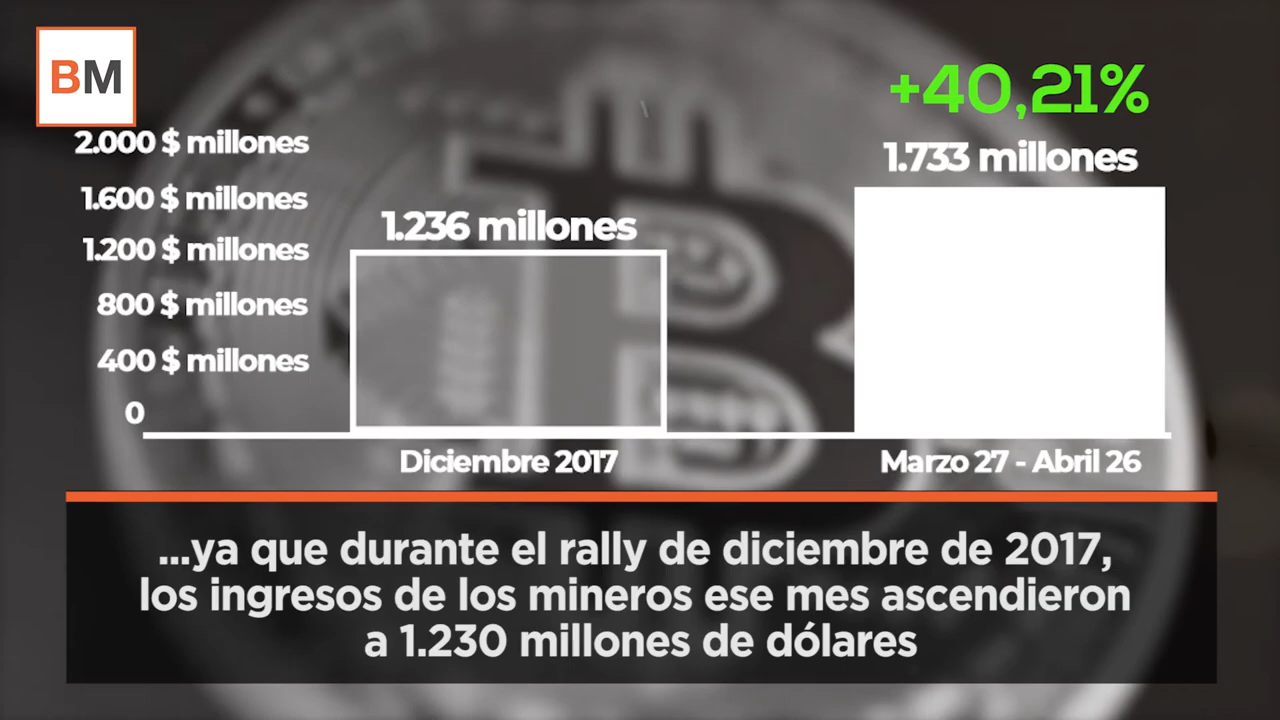 BM
+40,21%
2.000 $ millones
1.733 millones
1.600 $ millones
1.236 millones
1.200 $ millones
800 $ millones
400 $ millones
0
Diciembre 2017
Marzo 27 - Abril 26
...ya que durante el rally de diciembre de 2017,
los ingresos de los mineros ese mes ascendieron
a 1.230 millones de dólares